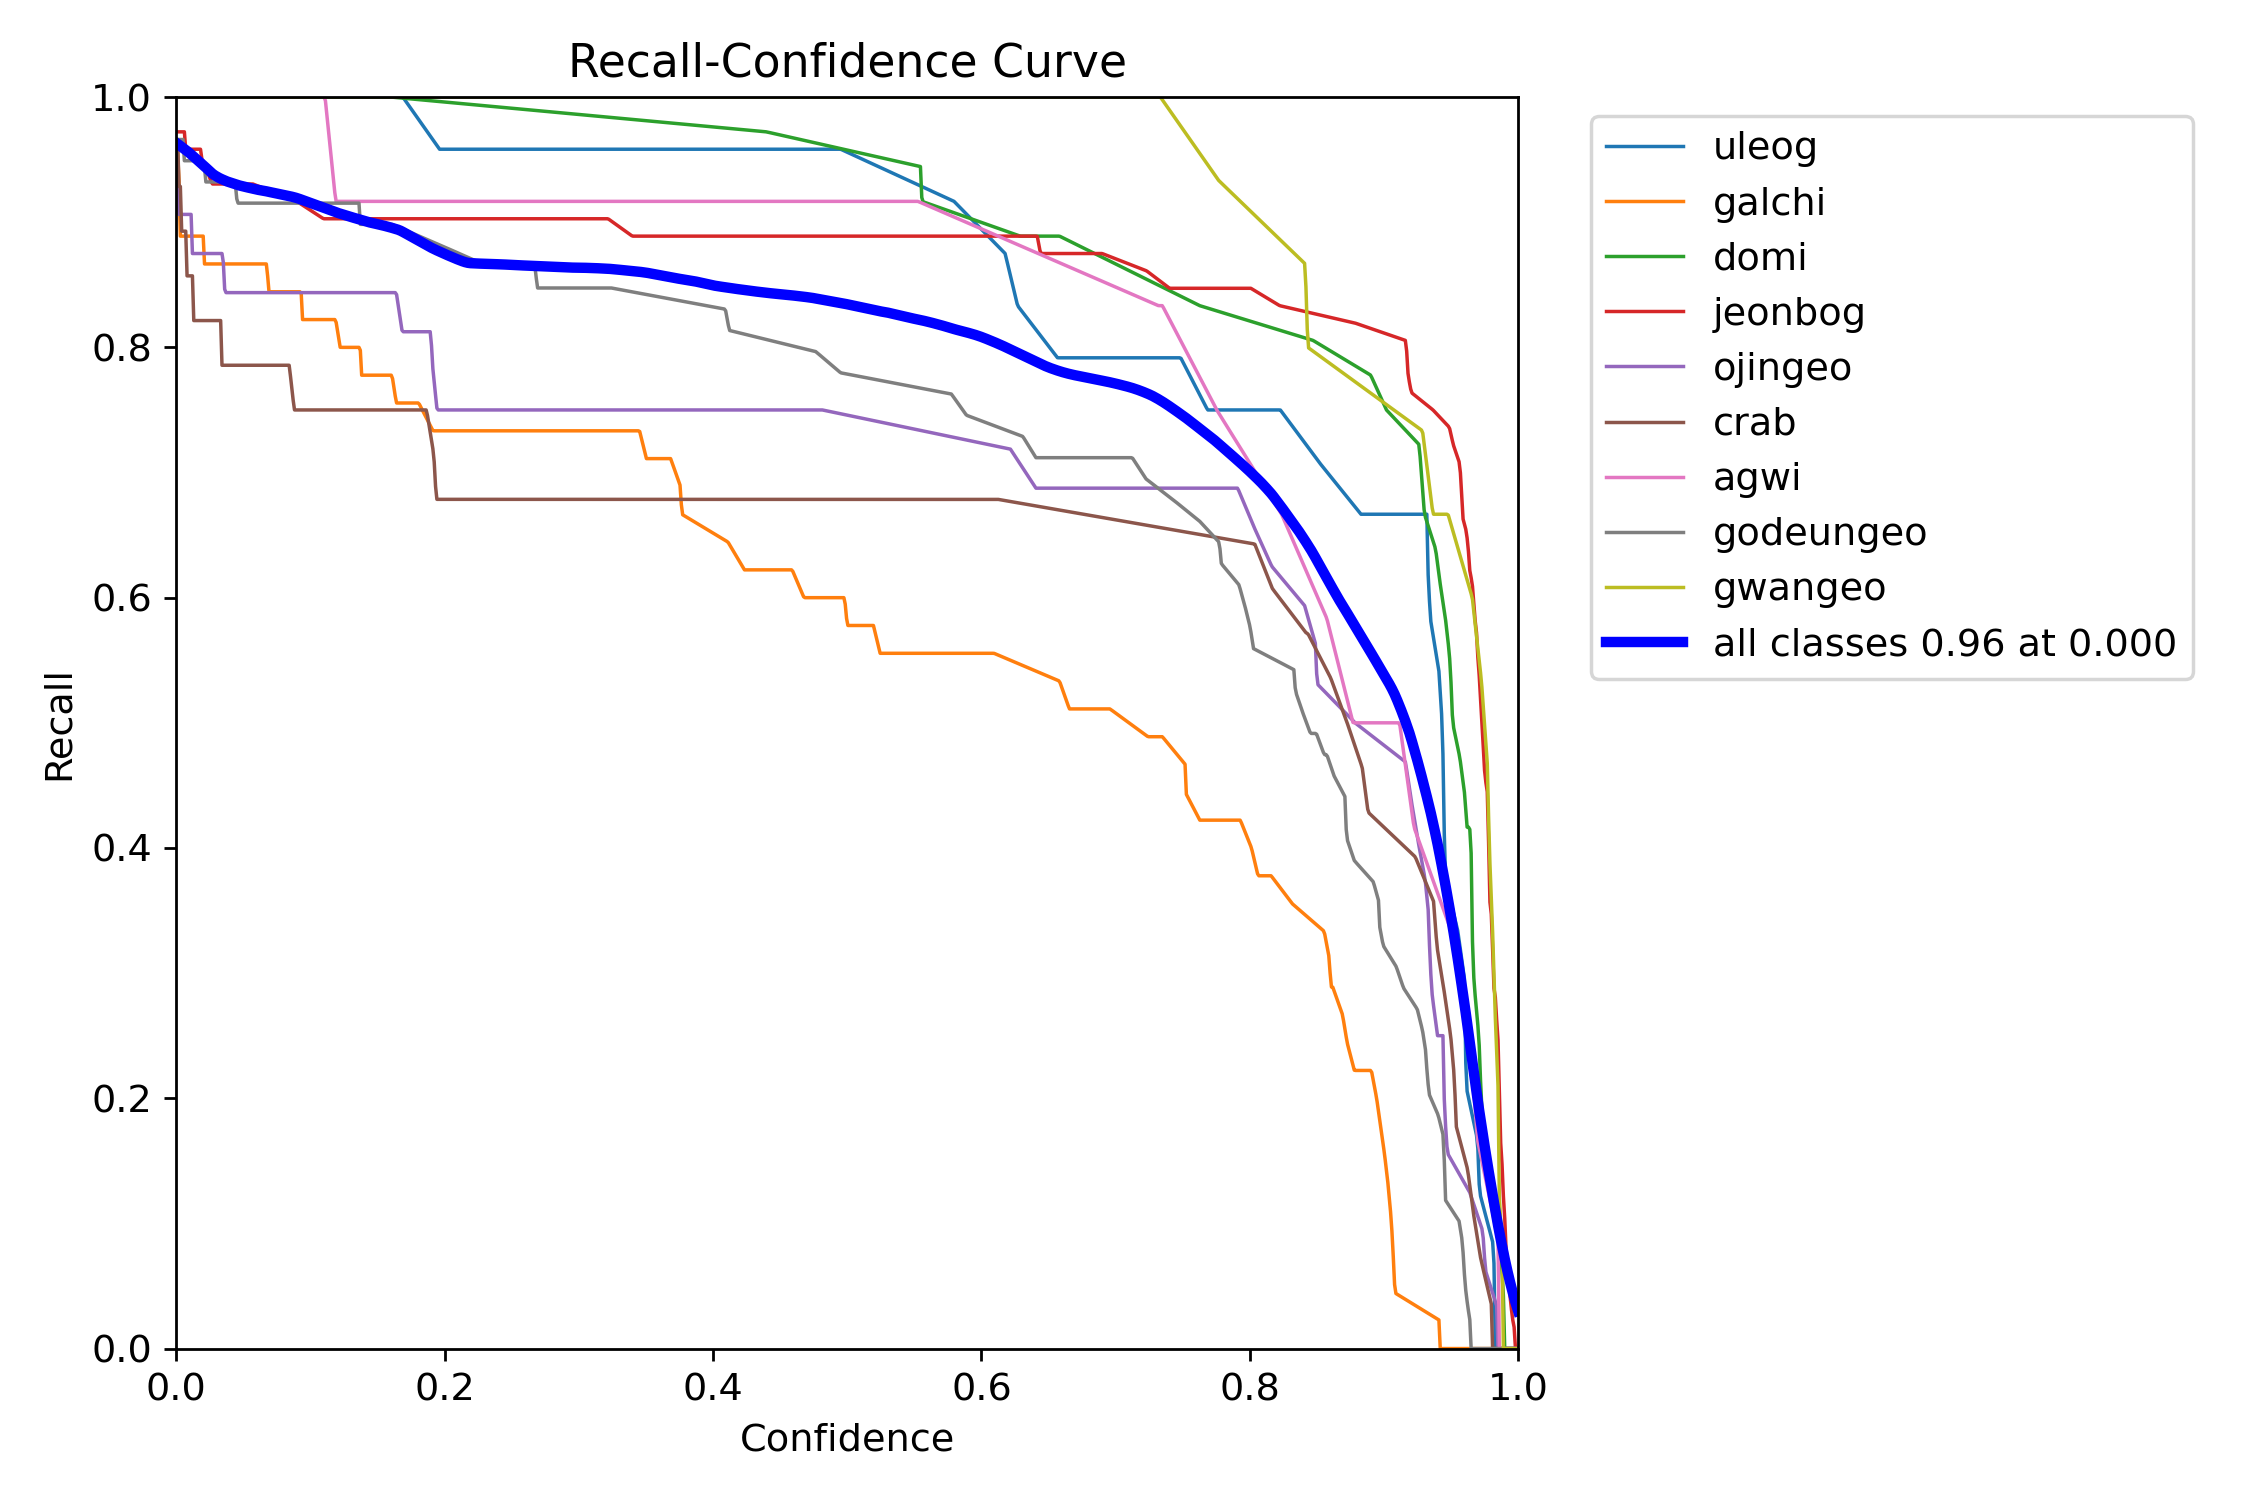 Recall-Confidence Curve
1.0
0.8
0.6
0.4
0.2
0.0
Recall
0.0 0.2 0.4 0.6 0.8 1.0
Confidence
uleog
galchi
domi
jeonbog
ojingeo
crab
agwi
godeungeo
gwangeo
all classes 0.96 at 0.000